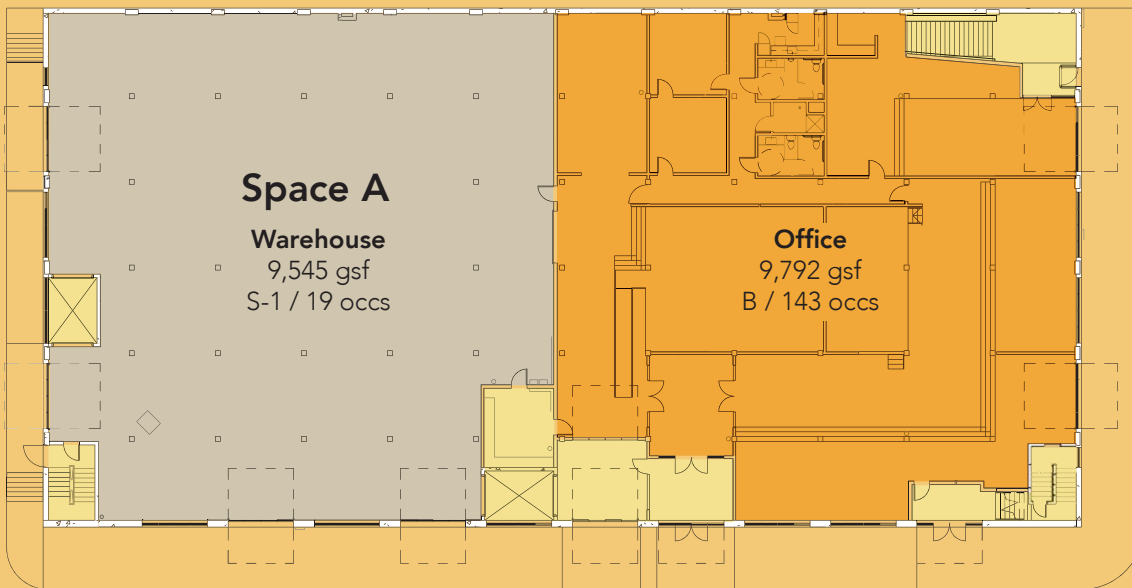 Space A
Warehouse
9,545 gsf
S-1 / 19 occs
Office
9,792 gsf
B / 143 occs